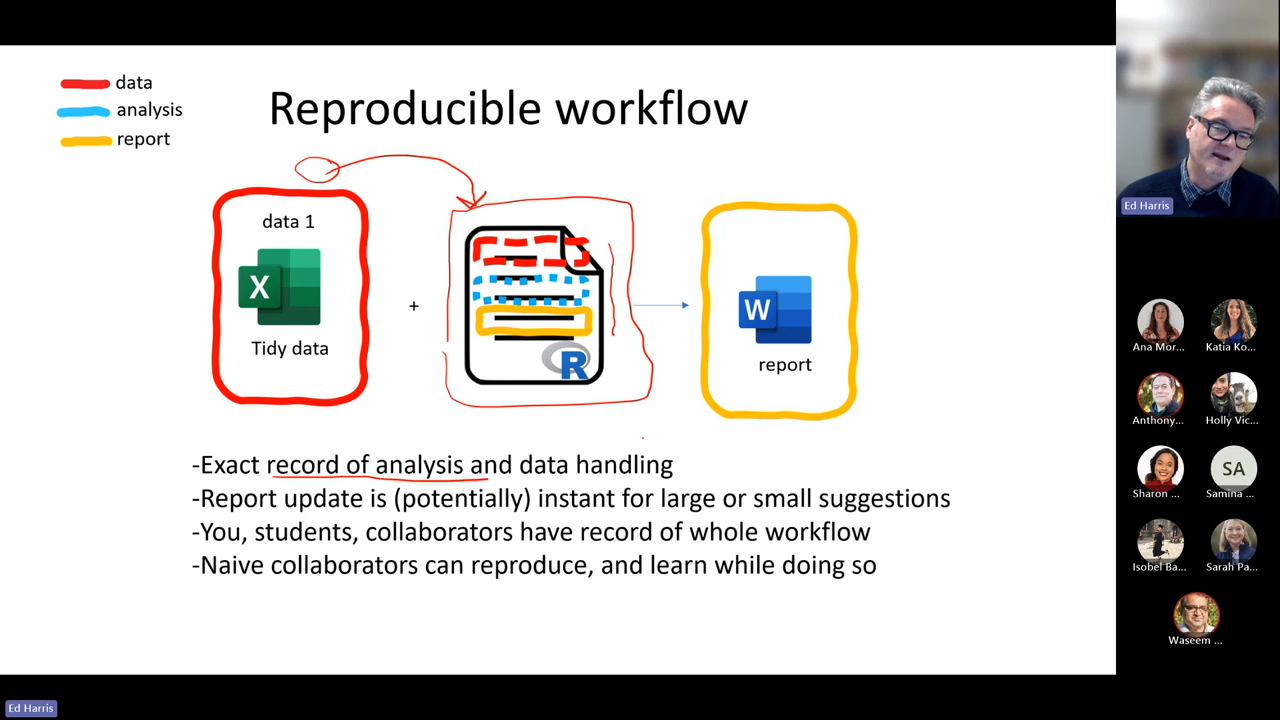 data
analysis
report
Reproducible workflow
data 1
X
Tidy data
+
R
W
report
-Exact record of analysis and data handling
-Report update is (potentially) instant for large or small suggestions
-You, students, collaborators have record of whole workflow
-Naive collaborators can reproduce, and learn while doing so
Ed Harris
Ana Mor...
Katia Ko...
Anthony...
Holly Vic...
Sharon ...
SA
Samina ...
Isobel Ba...
Sarah Pa...
Waseem ...
Ed Harris